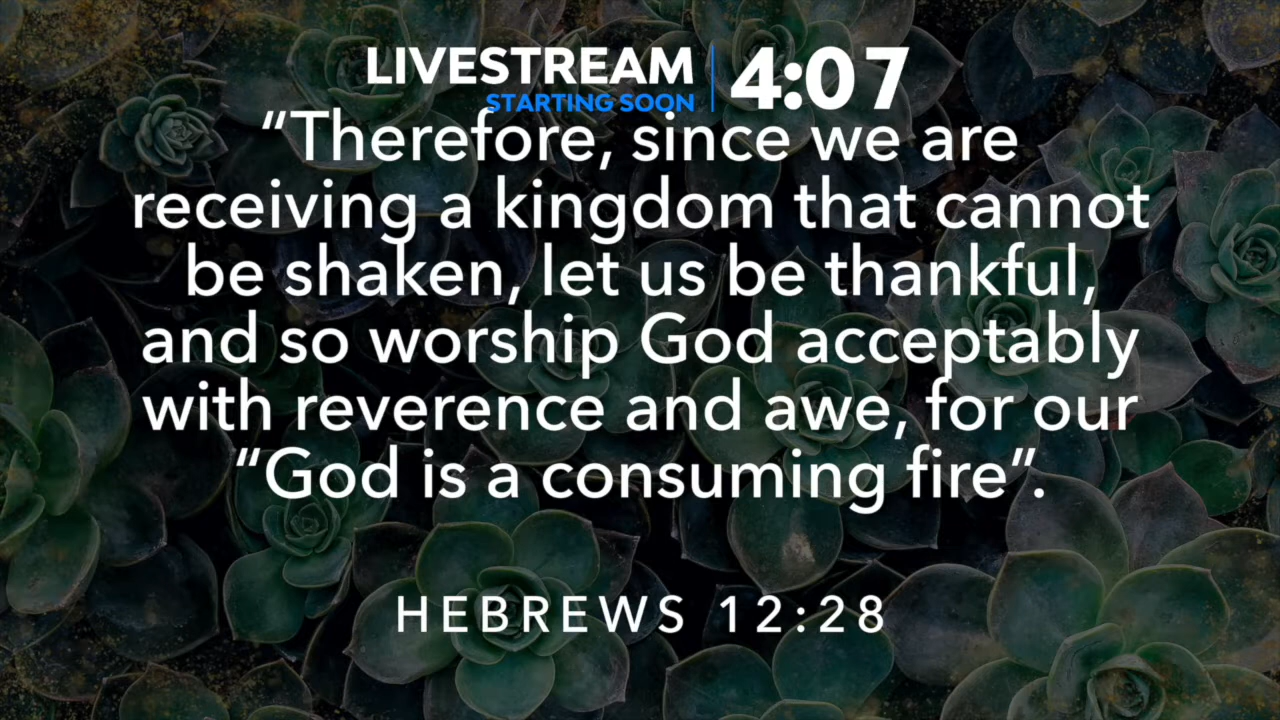 LIVESTREAM
STARTING SOON
4:07
“Therefore, since we are
receiving a kingdom that cannot
be shaken, let us be thankful,
and so worship God acceptably
with reverence and awe, for our
“God is a consuming fire”.
HEBREWS 12:28